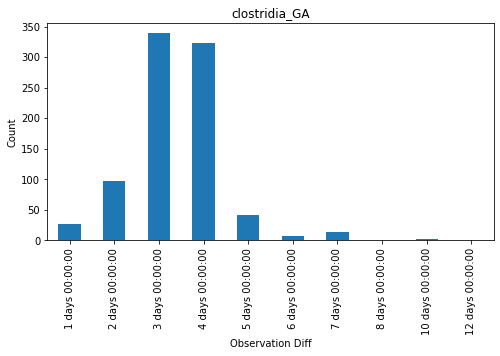 clostridia_GA
350
300
250
200
150
100
50
0
Count
1 days 00:00:00
2 days 00:00:00
3 days 00:00:00
4 days 00:00:00
5 days 00:00:00
6 days 00:00:00
7 days 00:00:00
8 days 00:00:00
10 days 00:00:00
12 days 00:00:00
Observation Diff